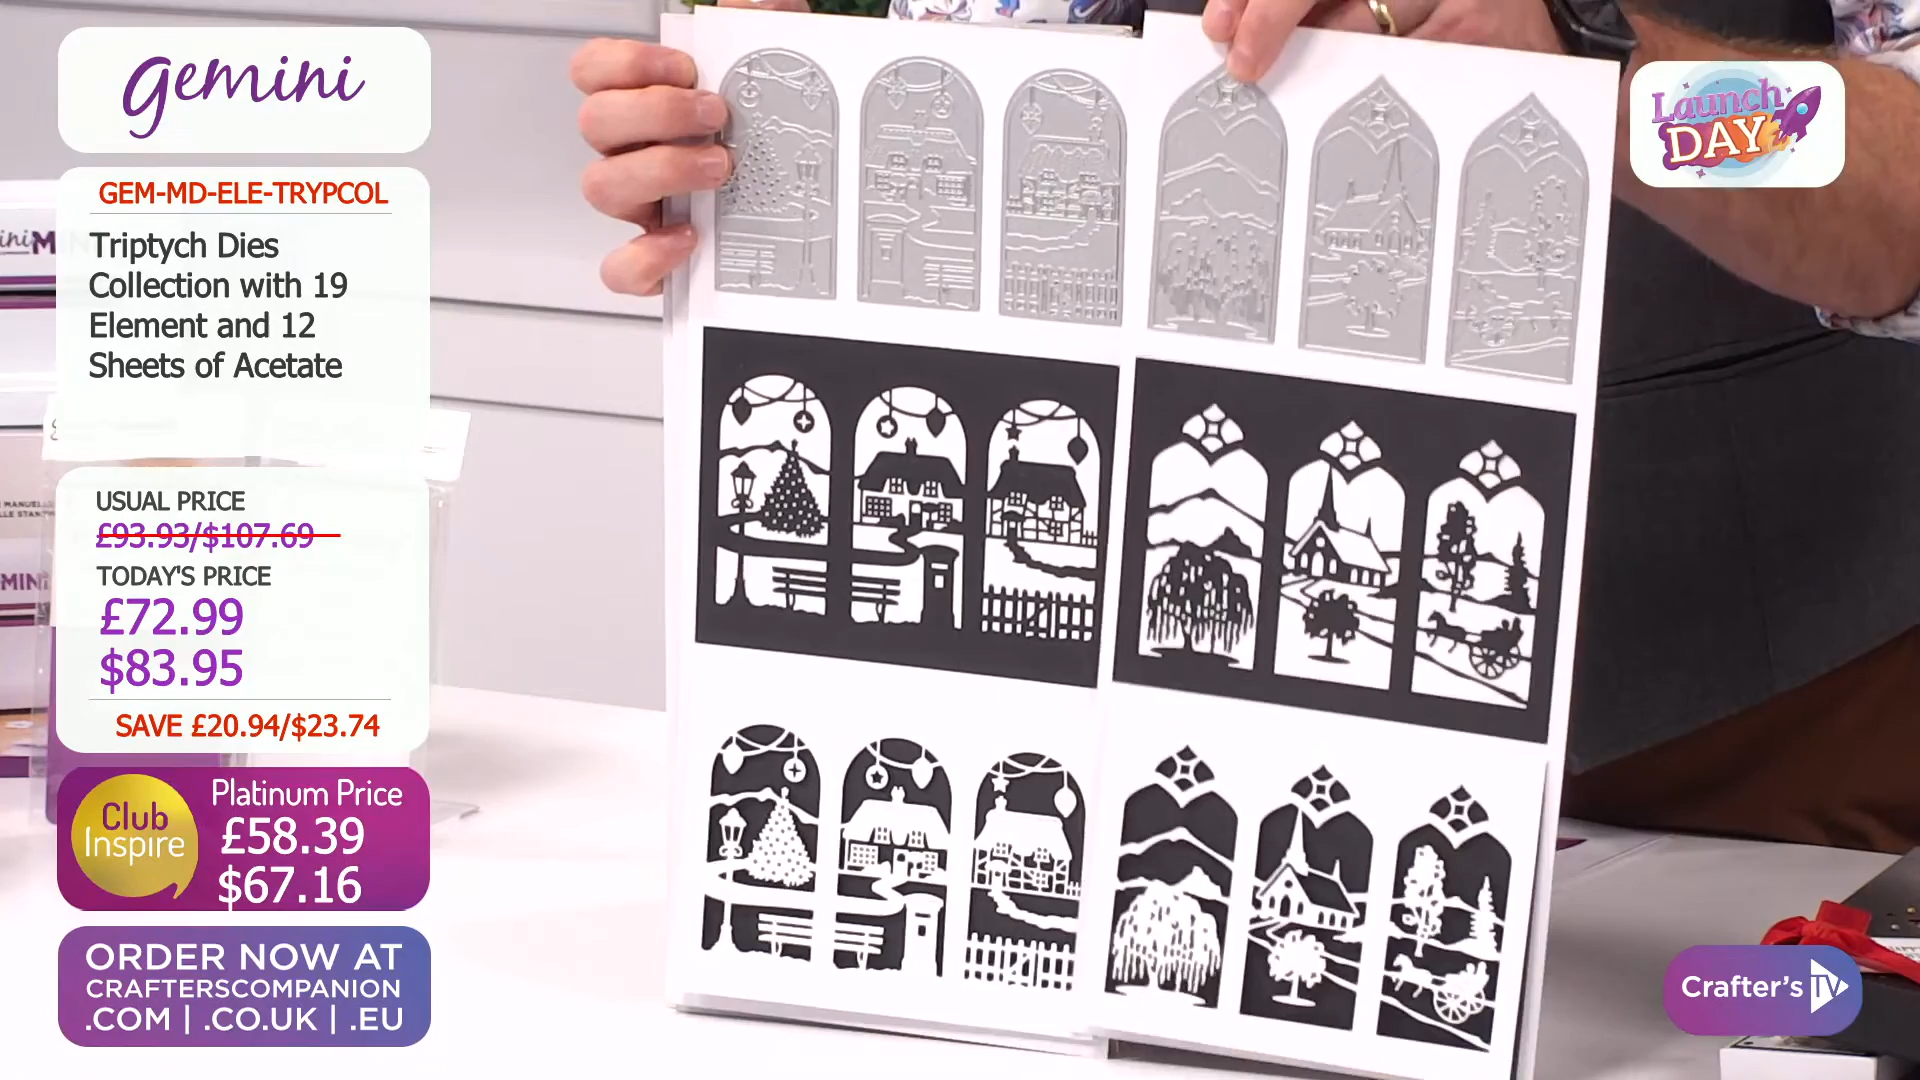 gemini
GEM-MD-ELE-TRYPCOL
Triptych Dies
Collection with 19
Element and 12
Sheets of Acetate
USUAL PRICE
£93.93/$107.69
TODAY'S PRICE
£72.99
$83.95
SAVE £20.94/$23.74
Club
Inspire
Platinum Price
£58.39
$67.16
ORDER NOW AT
CRAFTERSCOMPANION
.COM | .CO.UK | .EU
Launch
DAY
Crafter's TV